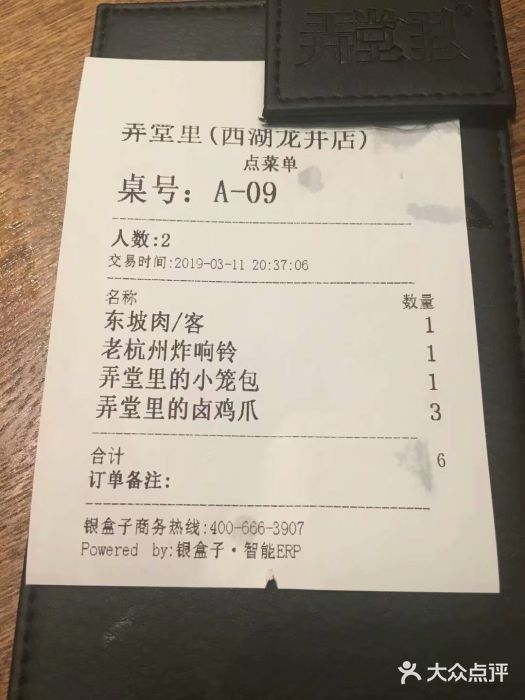 弄堂里
弄堂里(西湖龙井店)
点菜单
桌号: A-09
人数:2
交易时间:2019-03-11 20:37:06
名称 数量
东坡肉/客 1
老杭州炸响铃 1
弄堂里的小笼包 1
弄堂里的卤鸡爪 3
合计 6
订单备注:
银盒子商务热线:400-666-3907
Powered by:银盒子·智能ERP
大众点评